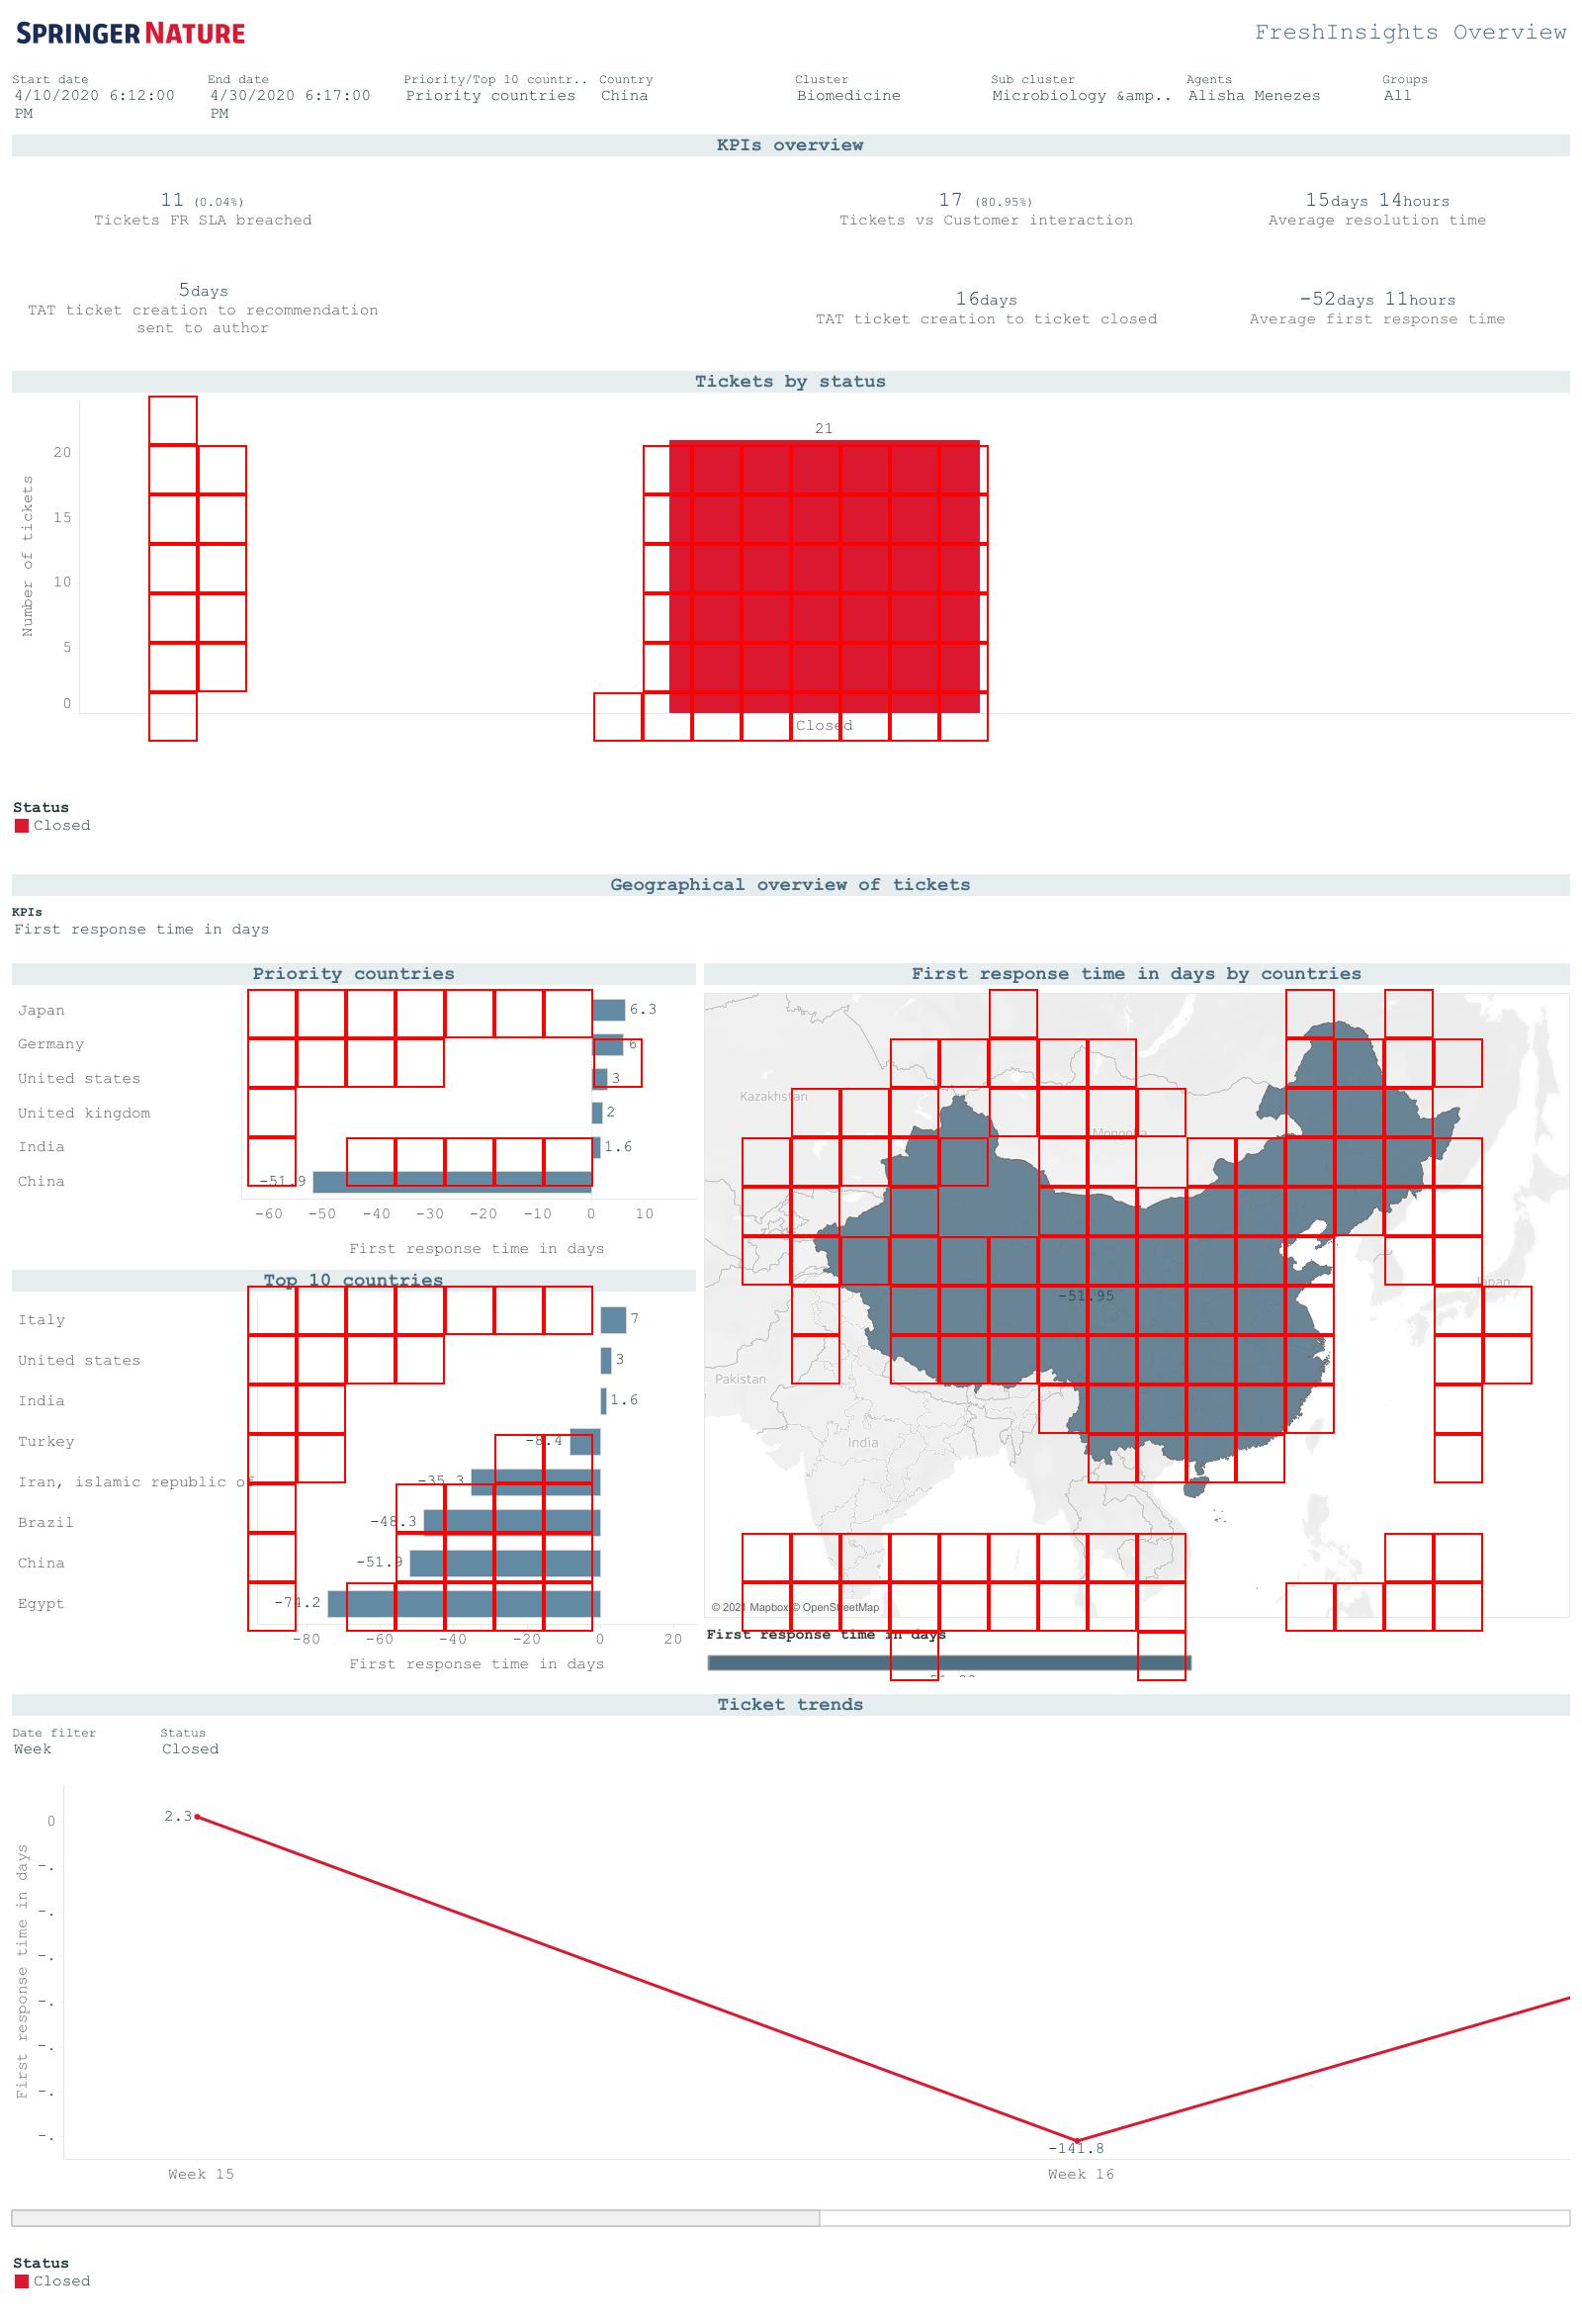 SPRINGER NATURE
FreshInsights Overview
Start date
4/10/2020 6:12:00
PM
End date
4/30/2020 6:17:00
PM
Priority/Top 10 countr..
Priority countries
Country
China
Cluster
Biomedicine
Sub cluster
Microbiology &amp..
Agents
Alisha Menezes
Groups
All
KPIs overview
11 (0.04%)
Tickets FR SLA breached
17 (80.95%)
Tickets vs Customer interaction
15days 14hours
Average resolution time
5days
TAT ticket creation to recommendation
sent to author
16days
TAT ticket creation to ticket closed
-52days 11hours
Average first response time
Tickets by status
Number of tickets
20
15
10
5
0
21
Closed
Status
Closed
Geographical overview of tickets
KPIs
First response time in days
Priority countries
Japan
6.3
Germany
6
United states
3
United kingdom
2
India
1.6
China
-51.9
-60 -50 -40 -30 -20 -10 0 10
First response time in days
Top 10 countries
Italy
7
United states
3
India
1.6
Turkey
-8.4
Iran, islamic republic of
-35.3
Brazil
-48.3
China
-51.9
Egypt
-74.2
-80 -60 -40 -20 0 20
First response time in days
First response time in days by countries
Kazakhstan
Mongolia
Japan
-51.95
Pakistan
India
© 2021 Mapbox © OpenStreetMap
First response time in days
Ticket trends
Date filter
Week
Status
Closed
First response time in days
0
-.
-.
-.
-.
-.
-.
-.
2.3
-141.8
Week 15
Week 16
Status
Closed